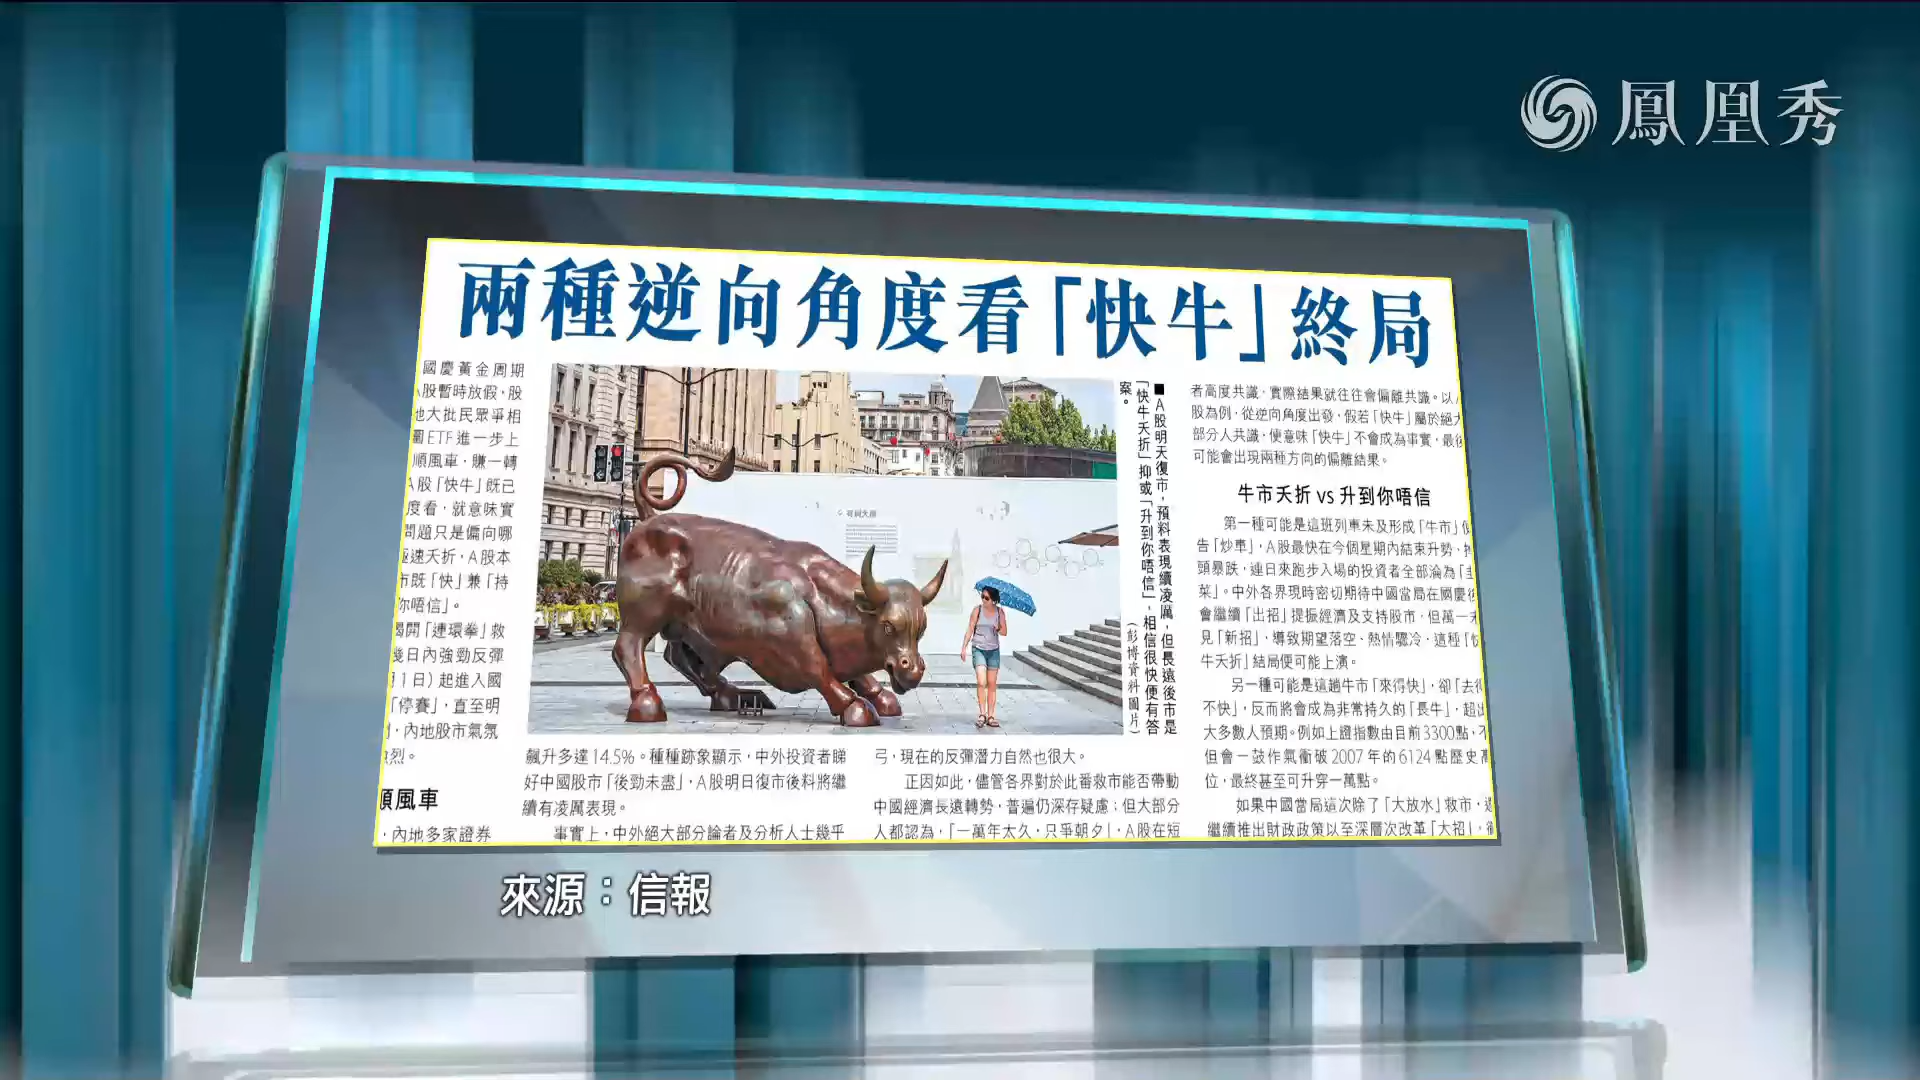 鳳凰秀
兩種逆向角度看「快牛」終局
國慶黃金周期
股暫時放假，股
大批民眾爭相
ETF進一步上
順風車，賺一轉
股「快牛」既已
度看，就意味實
問題只是偏向哪
速夭折，A股本
市既「快」兼「持
你唔信」。
開「連環拳」救
日內強勁反彈
1日）起進入國
「停賽」，直至明
，內地股市氣氛
烈。
順風車
，內地多家證券
■A股明天復市，預料表現續凌厲，但長遠後市是
「快牛夭折」抑或「升到你唔信」，相信很快便有答
案。
（彭博資料圖片）
飆升多達14.5%。種種跡象顯示，中外投資者睇
好中國股市「後勁未盡」，A股明日復市後料將繼
續有凌厲表現。
事實上，中外絕大部分論者及分析人士幾乎
弓，現在的反彈潛力自然也很大。
正因如此，儘管各界對於此番救市能否帶動
中國經濟長遠轉勢，普遍仍深存疑慮；但大部分
人都認為，「一萬年太久，只爭朝夕」，A股在短
者高度共識，實際結果就往往會偏離共識。以
股為例，從逆向角度出發，假若「快牛」屬於絕大
部分人共識，便意味「快牛」不會成為事實，最後
可能會出現兩種方向的偏離結果。
牛市夭折 vs 升到你唔信
第一種可能是這班列車未及形成「牛市」便
告「炒車」，A股最快在今個星期內結束升勢，
頭暴跌，連日來跑步入場的投資者全部淪為「韭
菜」。中外各界現時密切期待中國當局在國慶後
會繼續「出招」提振經濟及支持股市，但萬一未
見「新招」，導致期望落空、熱情驟冷，這種「快
牛夭折」結局便可能上演。
另一種可能是這趟牛市「來得快」，卻「去得
不快」，反而將會成為非常持久的「長牛」，超出
大多數人預期。例如上證指數由目前3300點，不
但會一鼓作氣衝破2007年的6124點歷史高
位，最終甚至可升穿一萬點。
如果中國當局這次除了「大放水」救市，還
繼續推出財政政策以至深層次改革「大招」，
來源：信報